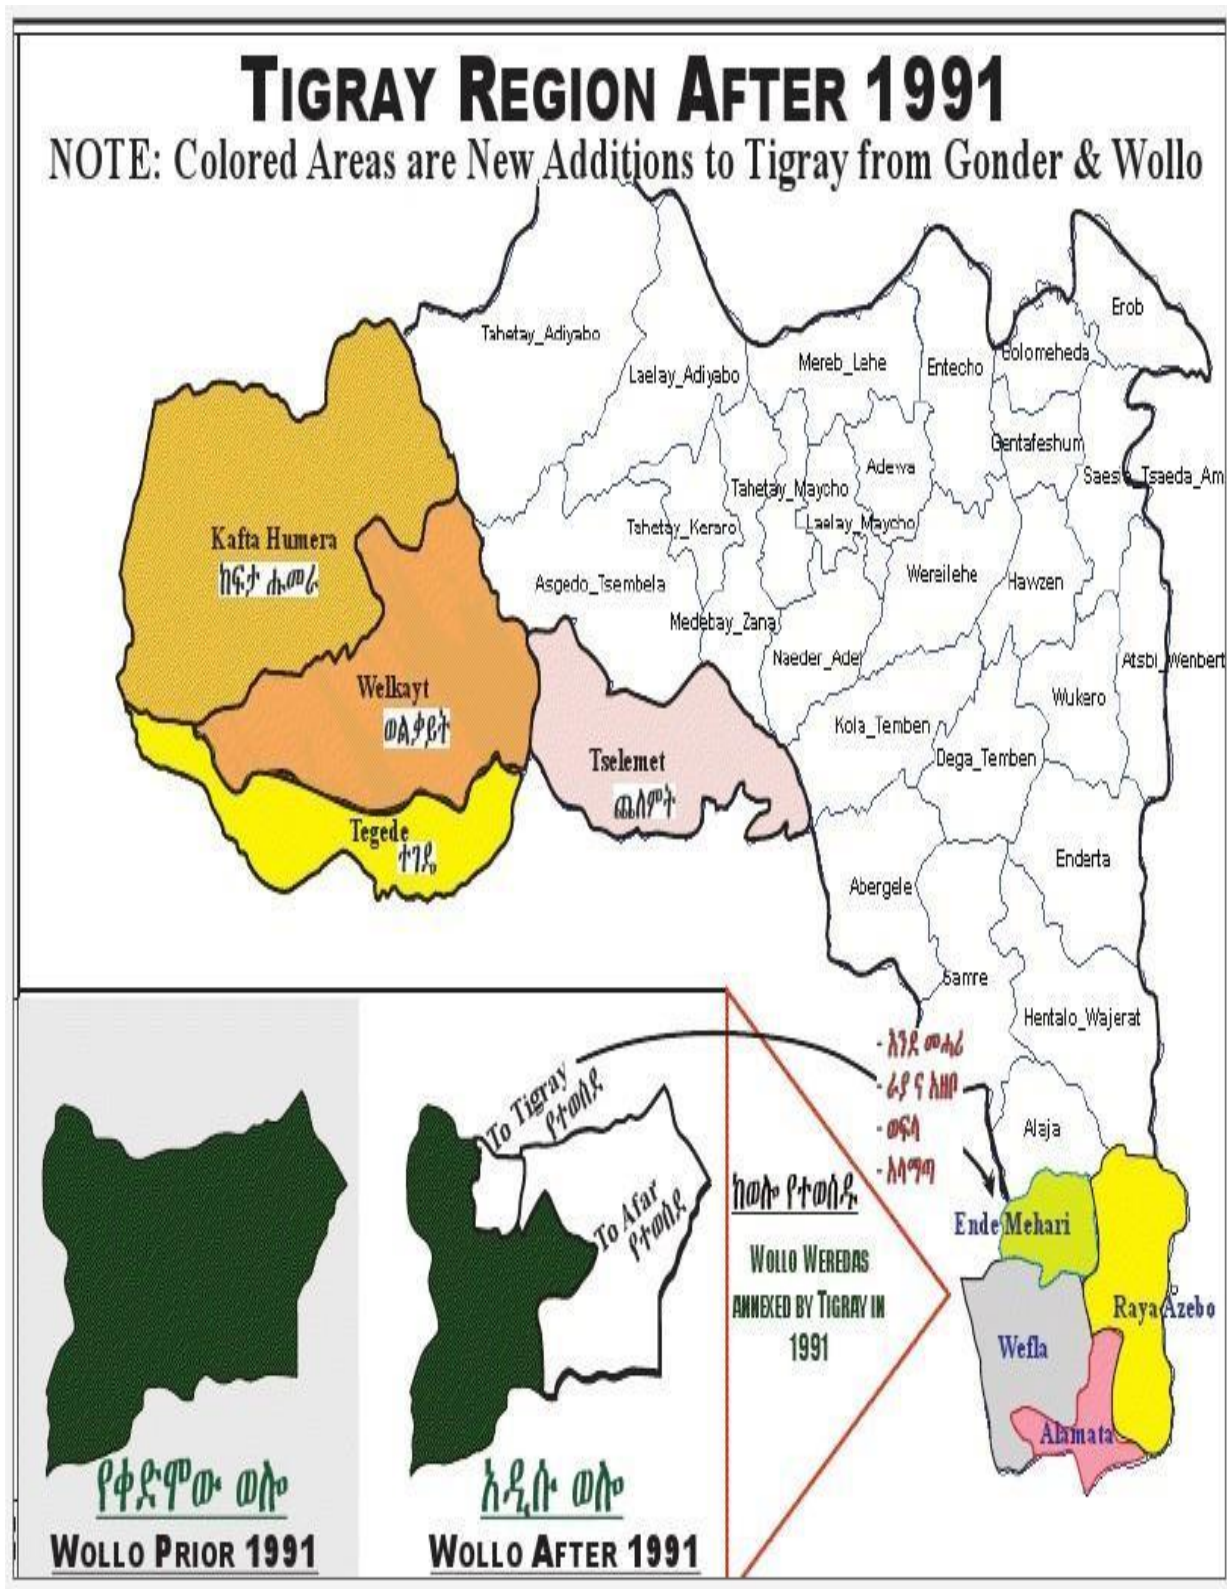 TIGRAY REGION AFTER 1991
NOTE: Colored Areas are New Additions to Tigray from Gonder & Wollo
Erob
Tahetay_Adiyabo
Golomeheda
Mereb_Lehe
Entecho
Laelay_Adiyabo
Gentafeshum
Adewa
Saesie_Tsaeda_Am
Tahetay_Maycho
Tahetay_Keraro
Laelay_Maycho
Kafta Humera
ከፍታ ሑመራ
Asgedo_Tsembela
Wereilehe
Hawzen
Medebay_Zana
Naeder_Adet
Atsbi_Wenbert
Welkayt
ወልቃይት
Wukero
Kola_Temben
Dega_Temben
Tselemet
ጨለምት
Tegede
ተገዴ
Enderta
Abergele
Samre
Hentalo_Wajerat
Alaja
- እንደ መሓሪ
- ራያ ና አዘቦ
- ወፍላ
- አላማጣ
To Tigray
የተወሰደ
To Afar
የተወሰደ
ከወሎ የተወሰዱ
WOLLO WEREDAS
ANNEXED BY TIGRAY IN
1991
Ende Mehari
Raya Azebo
Wefla
Alamata
የቀድሞው ወሎ
WOLLO PRIOR 1991
አዲሱ ወሎ
WOLLO AFTER 1991